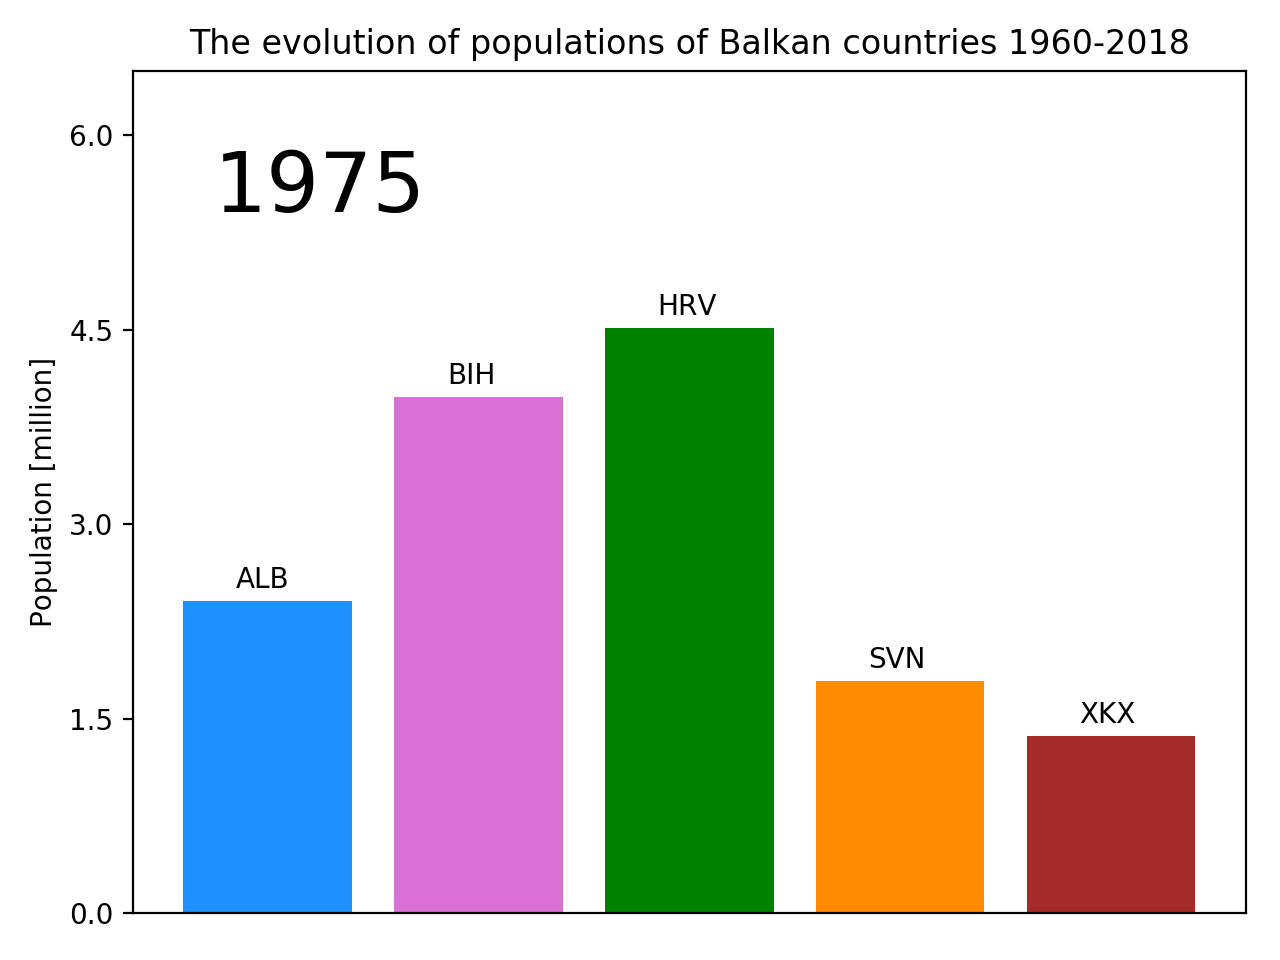 The evolution of populations of Balkan countries 1960-2018
1975
6.0
4.5
3.0
1.5
0.0
Population [million]
ALB
BIH
HRV
SVN
XKX